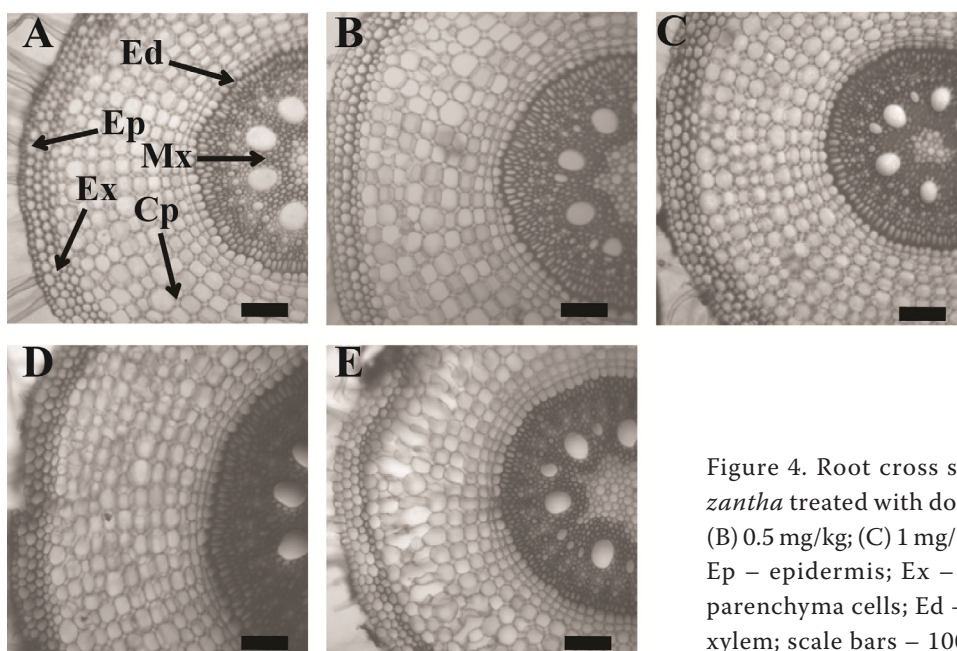 A
Ed
Ep
Mx
Ex
Cp
B
C
D
E
Figure 4. Root cross s
zantha treated with do
(B) 0.5 mg/kg; (C) 1 mg/
Ep – epidermis; Ex –
parenchyma cells; Ed -
xylem; scale bars – 100